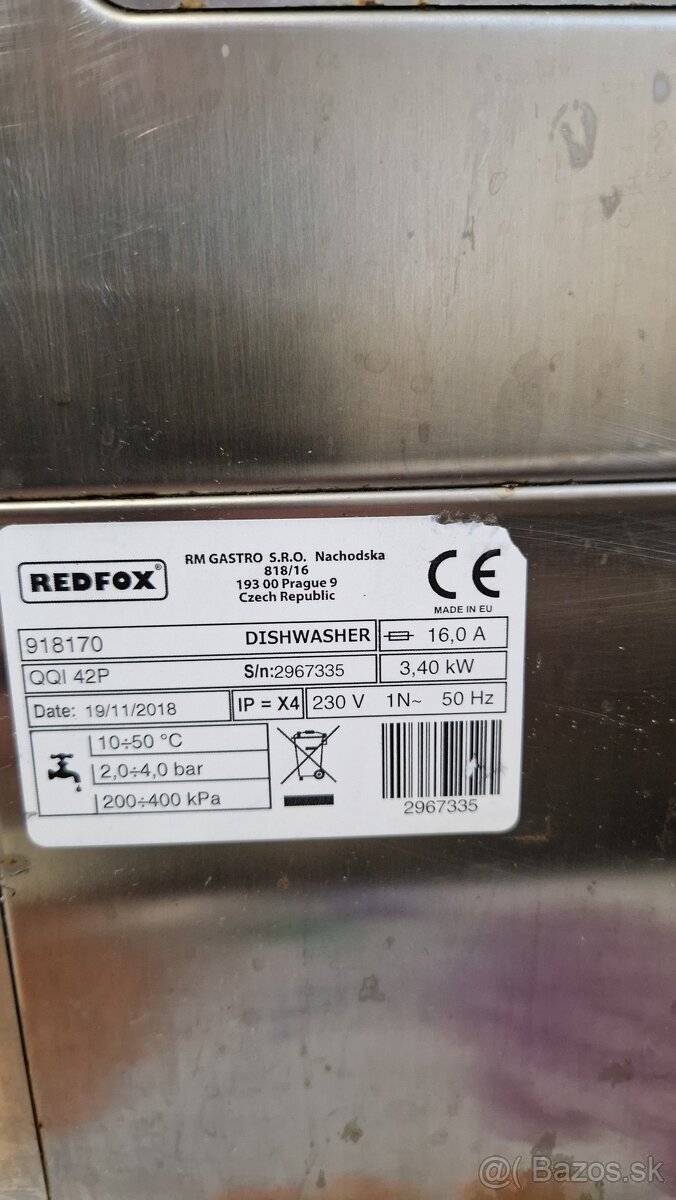 REDFOX®
RM GASTRO S.R.O. Nachodska
818/16
193 00 Prague 9
Czech Republic
CE
MADE IN EU
918170 DISHWASHER 16,0 A
QQI 42P S/n:2967335 3,40 kW
Date: 19/11/2018 IP = X4 230 V 1N~ 50 Hz
10÷50 °C
2,0÷4,0 bar
200÷400 kPa
2967335
@ Bazos.sk